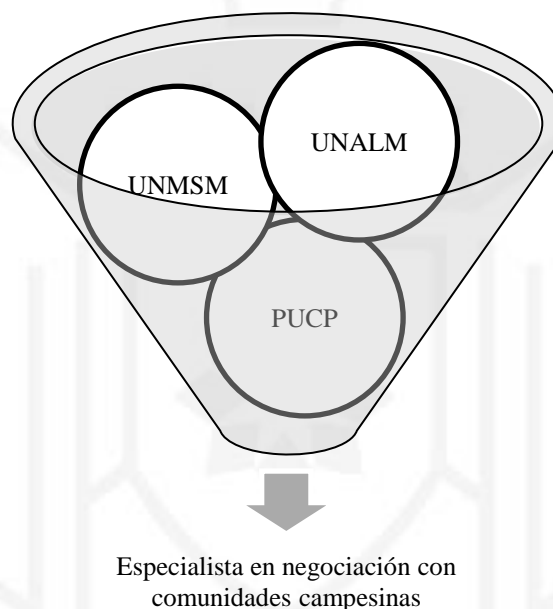 UNALM
UNMSM
PUCP
Especialista en negociación con
comunidades campesinas